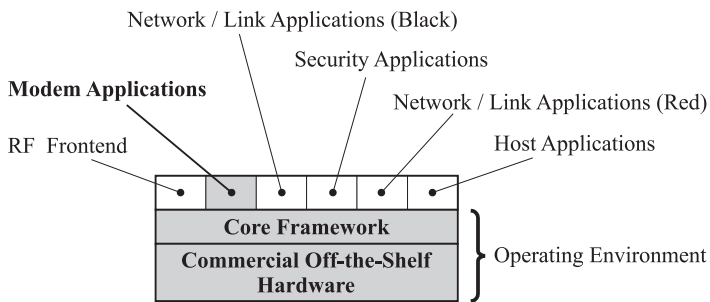 Network / Link Applications (Black)
Security Applications
Modem Applications
Network / Link Applications (Red)
RF Frontend
Host Applications
Core Framework
Commercial Off-the-Shelf
Hardware
Operating Environment